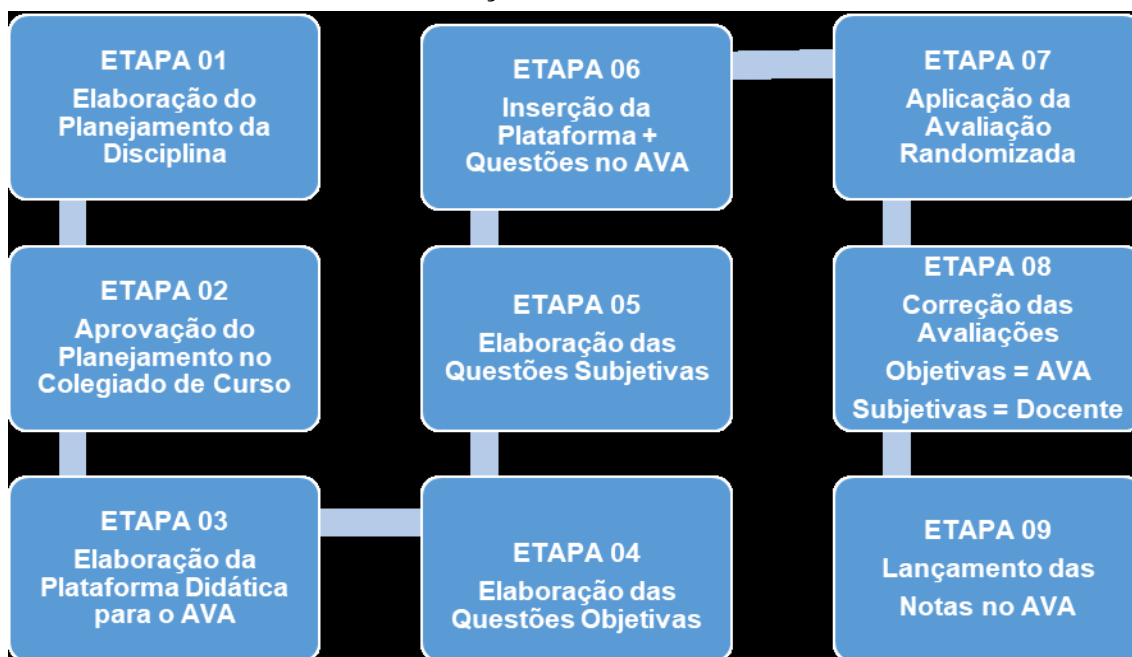 ETAPA 01
Elaboração do
Planejamento da
Disciplina
ETAPA 02
Aprovação do
Planejamento no
Colegiado de Curso
ETAPA 03
Elaboração da
Plataforma Didática
para o AVA
ETAPA 04
Elaboração das
Questões Objetivas
ETAPA 05
Elaboração das
Questões Subjetivas
ETAPA 06
Inserção da
Plataforma +
Questões no AVA
ETAPA 07
Aplicação da
Avaliação
Randomizada
ETAPA 08
Correção das
Avaliações
Objetivas = AVA
Subjetivas = Docente
ETAPA 09
Lançamento das
Notas no AVA